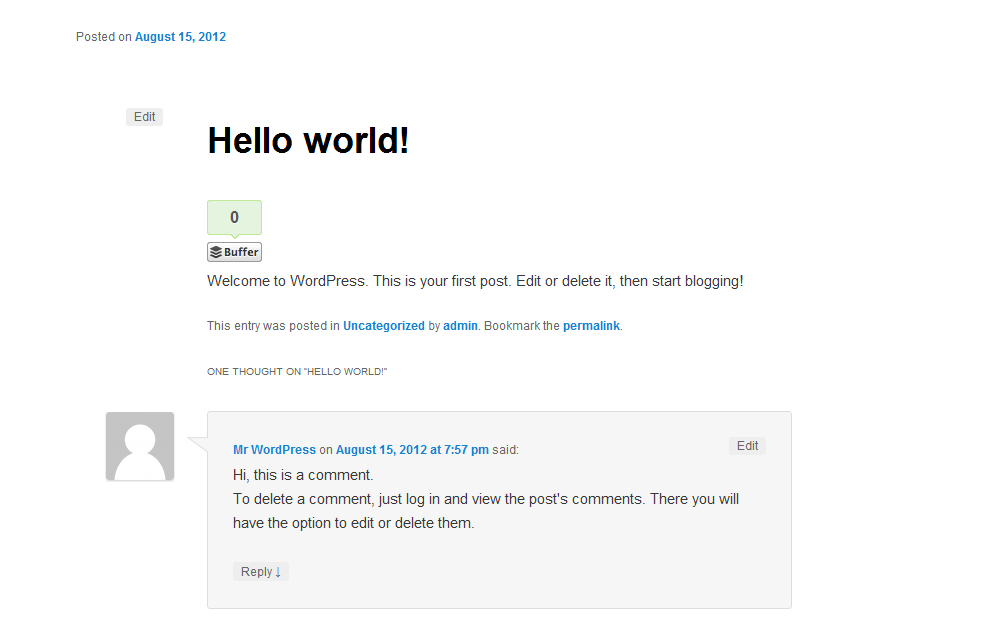 Posted on August 15, 2012
Edit
Hello world!
0
Buffer
Welcome to WordPress. This is your first post. Edit or delete it, then start blogging!
This entry was posted in Uncategorized by admin. Bookmark the permalink.
ONE THOUGHT ON “HELLO WORLD!”
Mr WordPress on August 15, 2012 at 7:57 pm said:
Edit
Hi, this is a comment.
To delete a comment, just log in and view the post's comments. There you will
have the option to edit or delete them.
Reply ↓